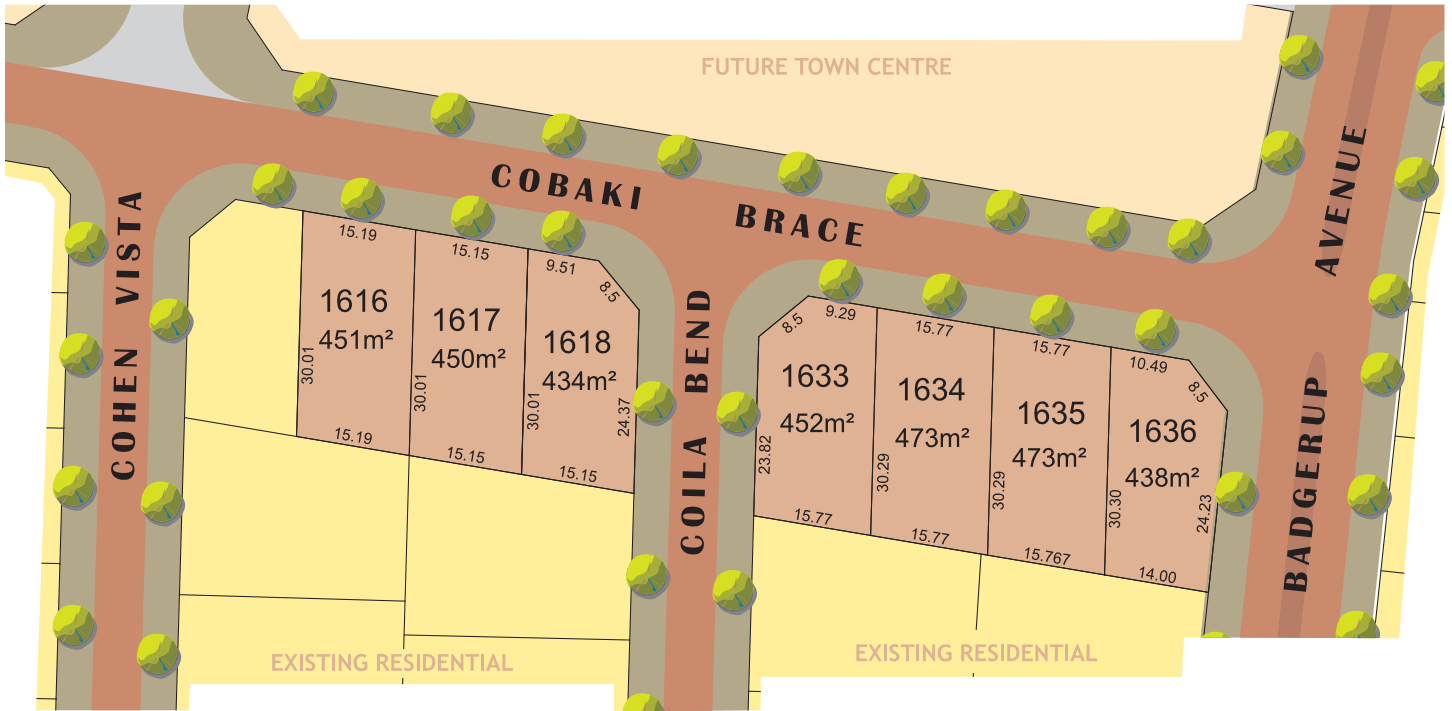 FUTURE TOWN CENTRE
COBAKI BRACE
COHEN VISTA
COILA BEND
BADGERUP AVENUE
15.19
1616
451m²
30.01
15.19
15.15
1617
450m²
30.01
15.15
9.51
8.5
1618
434m²
30.01
24.37
15.15
8.5
9.29
1633
452m²
23.82
15.77
15.77
1634
473m²
30.29
15.77
15.77
1635
473m²
30.29
15.767
10.49
8.5
1636
438m²
30.30
24.23
14.00
EXISTING RESIDENTIAL
EXISTING RESIDENTIAL